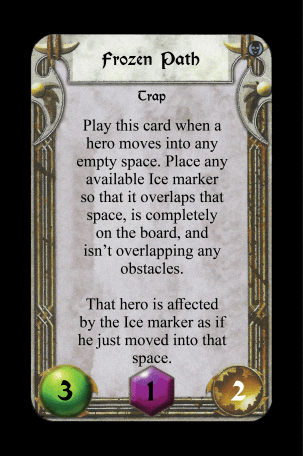 Frozen Path
Trap
Play this card when a
hero moves into any
empty space. Place any
available Ice marker
so that it overlaps that
space, is completely
on the board, and
isn't overlapping any
obstacles.
That hero is affected
by the Ice marker as if
he just moved into that
space.
3 1 2